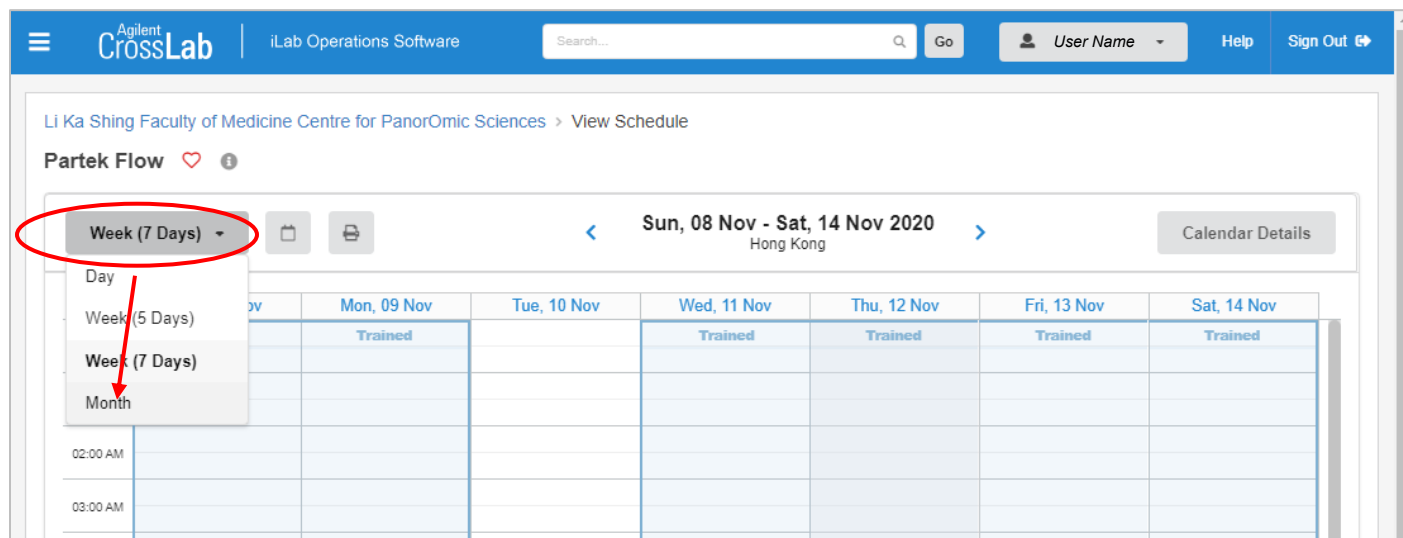 Agilent
CrossLab
iLab Operations Software
Search...
Go
User Name
Help
Sign Out
Li Ka Shing Faculty of Medicine Centre for PanorOmic Sciences > View Schedule
Partek Flow
Week (7 Days)
Sun, 08 Nov - Sat, 14 Nov 2020
Hong Kong
Calendar Details
Day
Week (5 Days)
Week (7 Days)
Month
ov
Mon, 09 Nov
Tue, 10 Nov
Wed, 11 Nov
Thu, 12 Nov
Fri, 13 Nov
Sat, 14 Nov
Trained
Trained
Trained
Trained
Trained
02:00 AM
03:00 AM